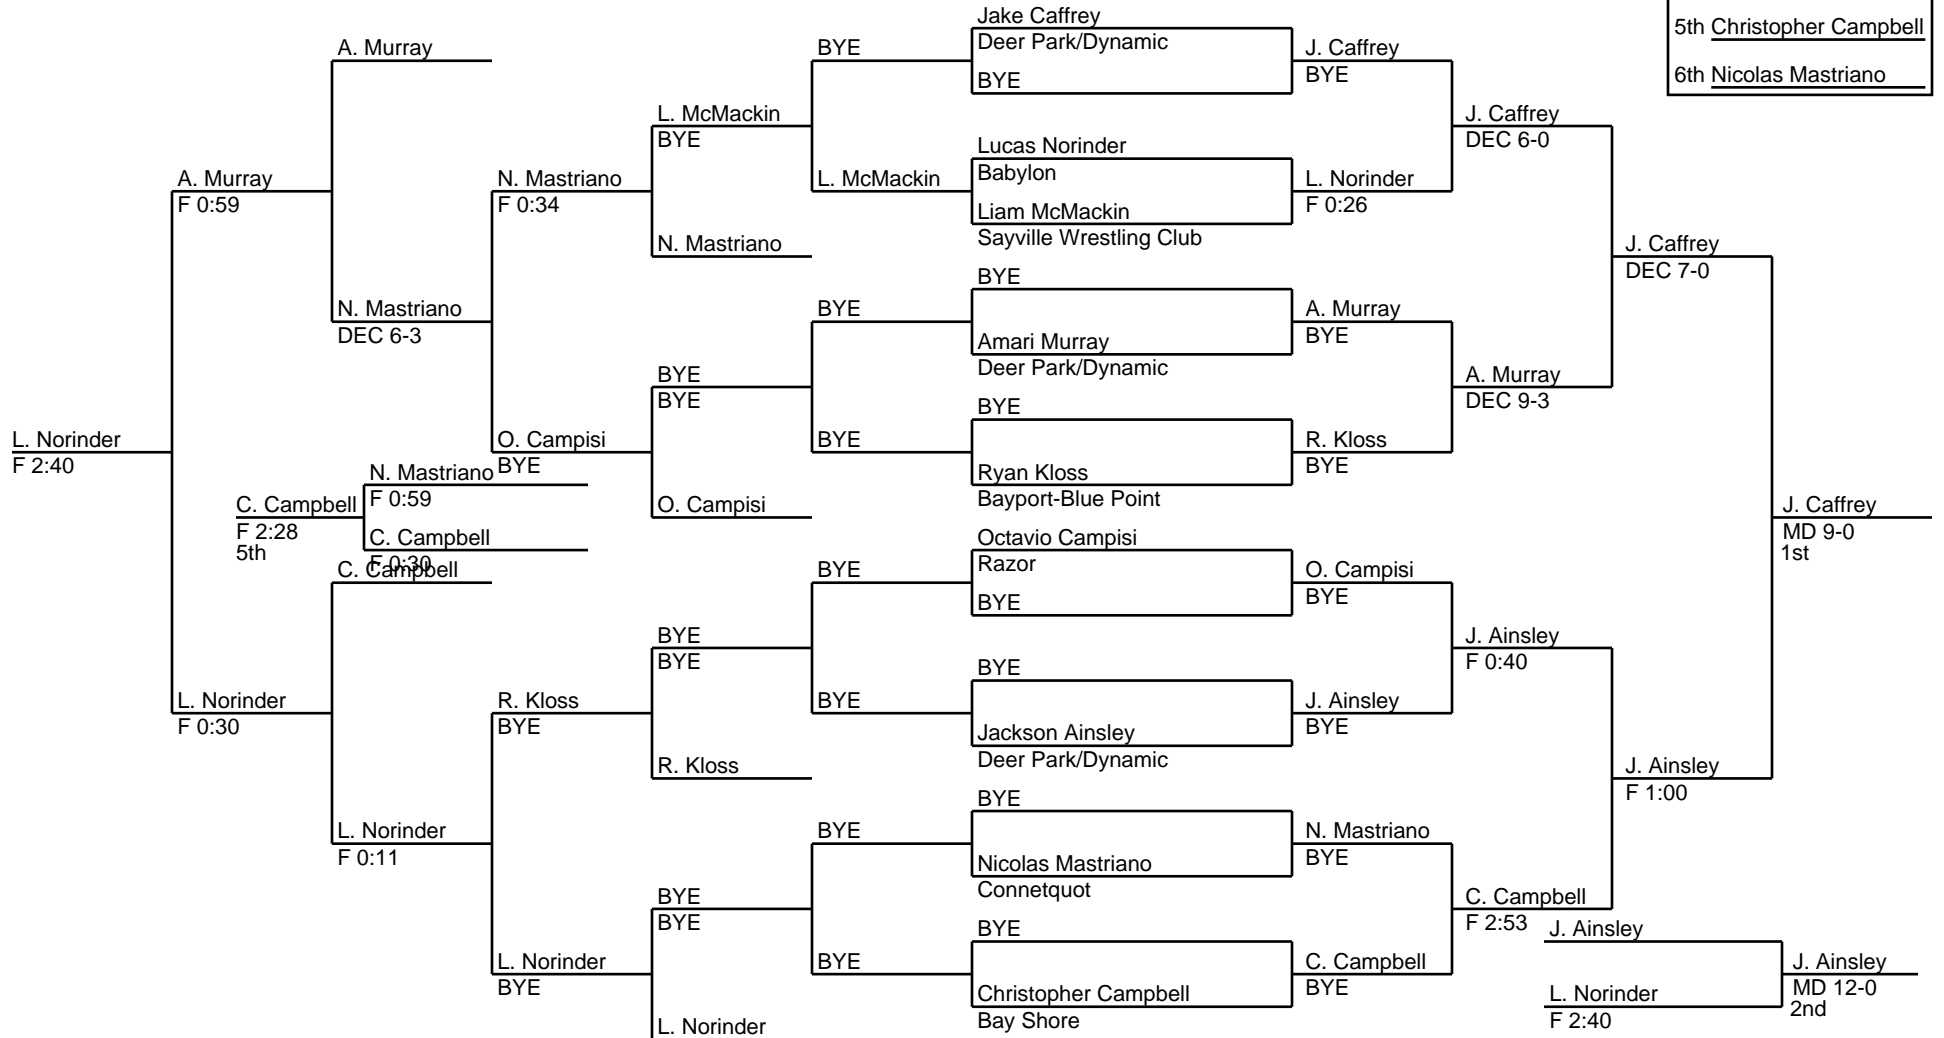 5th Christopher Campbell
6th Nicolas Mastriano
Jake Caffrey
Deer Park/Dynamic
BYE
Lucas Norinder
Babylon
Liam McMackin
Sayville Wrestling Club
BYE
Amari Murray
Deer Park/Dynamic
BYE
Ryan Kloss
Bayport-Blue Point
Octavio Campisi
Razor
BYE
BYE
Jackson Ainsley
Deer Park/Dynamic
BYE
Nicolas Mastriano
Connetquot
BYE
Christopher Campbell
Bay Shore
J. Caffrey
BYE
L. Norinder
F 0:26
A. Murray
BYE
R. Kloss
BYE
O. Campisi
BYE
J. Ainsley
BYE
N. Mastriano
BYE
C. Campbell
BYE
J. Caffrey
DEC 6-0
A. Murray
DEC 9-3
J. Ainsley
F 0:40
C. Campbell
F 2:53
J. Caffrey
DEC 7-0
J. Ainsley
F 1:00
J. Caffrey
MD 9-0
1st
J. Ainsley
L. Norinder
F 2:40
J. Ainsley
MD 12-0
2nd
BYE
L. McMackin
BYE
BYE
BYE
BYE
BYE
BYE
L. McMackin
BYE
N. Mastriano
BYE
BYE
O. Campisi
BYE
BYE
R. Kloss
BYE
BYE
L. Norinder
N. Mastriano
F 0:34
O. Campisi
BYE
R. Kloss
BYE
L. Norinder
BYE
A. Murray
N. Mastriano
DEC 6-3
C. Campbell
L. Norinder
F 0:11
A. Murray
F 0:59
L. Norinder
F 0:30
L. Norinder
F 2:40
N. Mastriano
F 0:59
C. Campbell
F 0:30
C. Campbell
F 2:28
5th